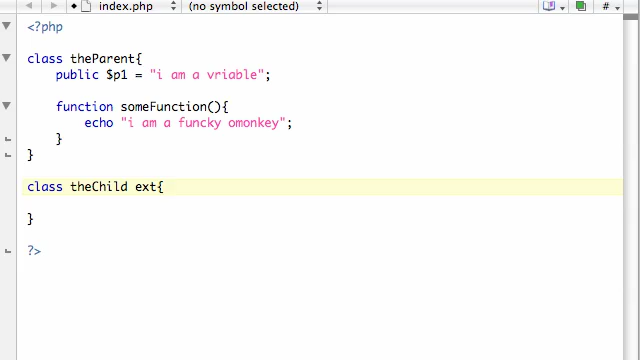 index.php (no symbol selected) #
<?php
class theParent{
public $p1 = "i am a vriable";
function someFunction(){
echo "i am a funcky omonkey";
}
}
class theChild ext{
}
?>